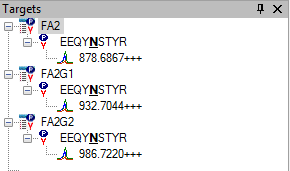 Targets
FA2
EEQYNSTYR
878.6867+++
FA2G1
EEQYNSTYR
932.7044+++
FA2G2
EEQYNSTYR
986.7220+++